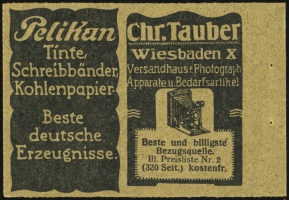 Pelikan
Tinte,
Schreibbänder,
Kohlenpapier
Beste
deutsche
Erzeugnisse.
Chr. Tauber
Wiesbaden X
Versandhaus f. Photograph
Apparate u. Bedarfsartikel
Beste und billigste
Bezugsquelle.
Ill. Preisliste Nr. 2
(320 Seit.) kostenfr.